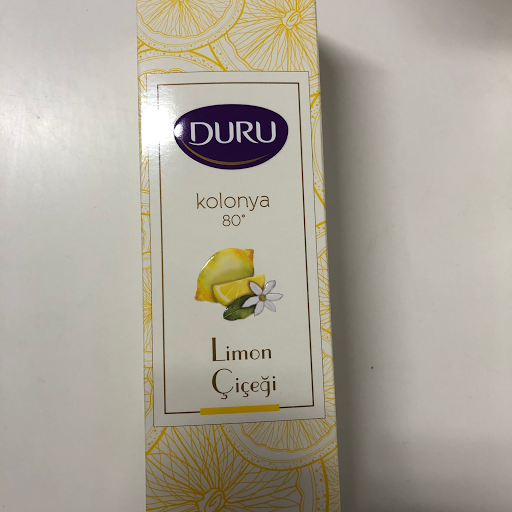 DURU
kolonya
80°
Limon
Çiçeği